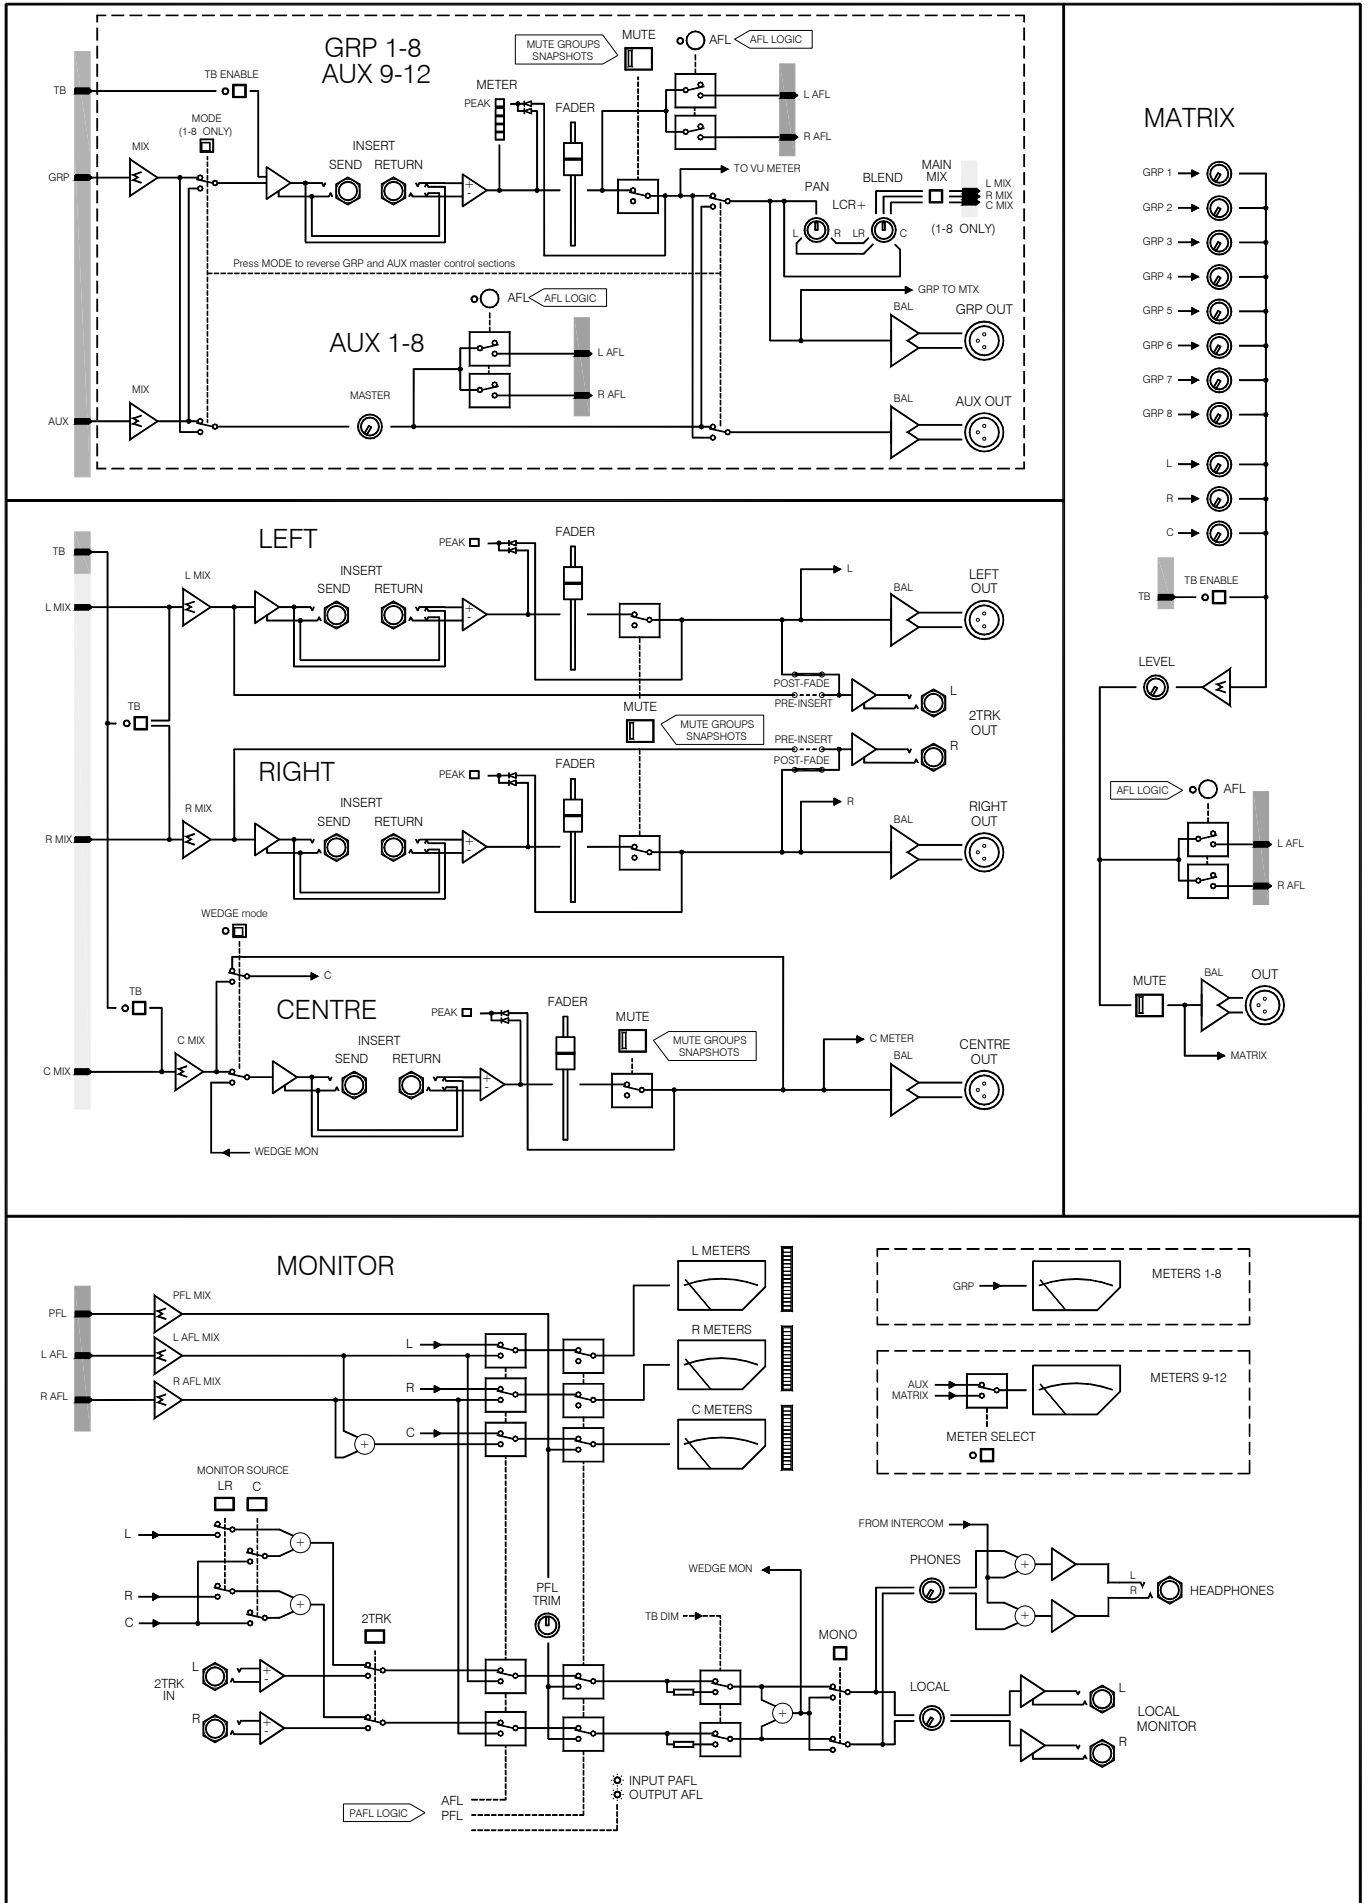 GRP 1-8
AUX 9-12
MUTE GROUPS
SNAPSHOTS
MUTE
AFL
AFL LOGIC
TB
TB ENABLE
METER
PEAK
FADER
L AFL
R AFL
MODE
(1-8 ONLY)
MIX
INSERT
SEND
RETURN
GRP
TO VU METER
PAN
LCR+
BLEND
MAIN
MIX
L MIX
R MIX
C MIX
(1-8 ONLY)
L
R
LR
C
Press MODE to reverse GRP and AUX master control sections
AFL
AFL LOGIC
GRP TO MTX
BAL
GRP OUT
AUX 1-8
L AFL
R AFL
MIX
MASTER
AUX
BAL
AUX OUT
MATRIX
GRP 1
GRP 2
GRP 3
GRP 4
GRP 5
GRP 6
GRP 7
GRP 8
L
R
C
TB ENABLE
TB
LEVEL
AFL LOGIC
AFL
L AFL
R AFL
MUTE
BAL
OUT
MATRIX
LEFT
TB
PEAK
FADER
L MIX
INSERT
SEND
RETURN
L MIX
L
BAL
LEFT
OUT
POST-FADE
PRE-INSERT
L
2TRK
OUT
TB
MUTE
MUTE GROUPS
SNAPSHOTS
PRE-INSERT
POST-FADE
R
RIGHT
PEAK
FADER
R MIX
INSERT
SEND
RETURN
R MIX
R
BAL
RIGHT
OUT
WEDGE mode
C
TB
CENTRE
PEAK
FADER
MUTE
MUTE GROUPS
SNAPSHOTS
C MIX
INSERT
SEND
RETURN
C MIX
C METER
BAL
CENTRE
OUT
WEDGE MON
MONITOR
L METERS
PFL
PFL MIX
L AFL
L AFL MIX
R AFL
R AFL MIX
L
R
C
R METERS
C METERS
GRP
METERS 1-8
AUX
MATRIX
METERS 9-12
METER SELECT
MONITOR SOURCE
LR
C
L
R
C
2TRK
PFL
TRIM
2TRK
IN
L
R
WEDGE MON
TB DIM
MONO
FROM INTERCOM
PHONES
L
R
HEADPHONES
LOCAL
L
R
LOCAL
MONITOR
PAFL LOGIC
AFL
PFL
INPUT PAFL
OUTPUT AFL